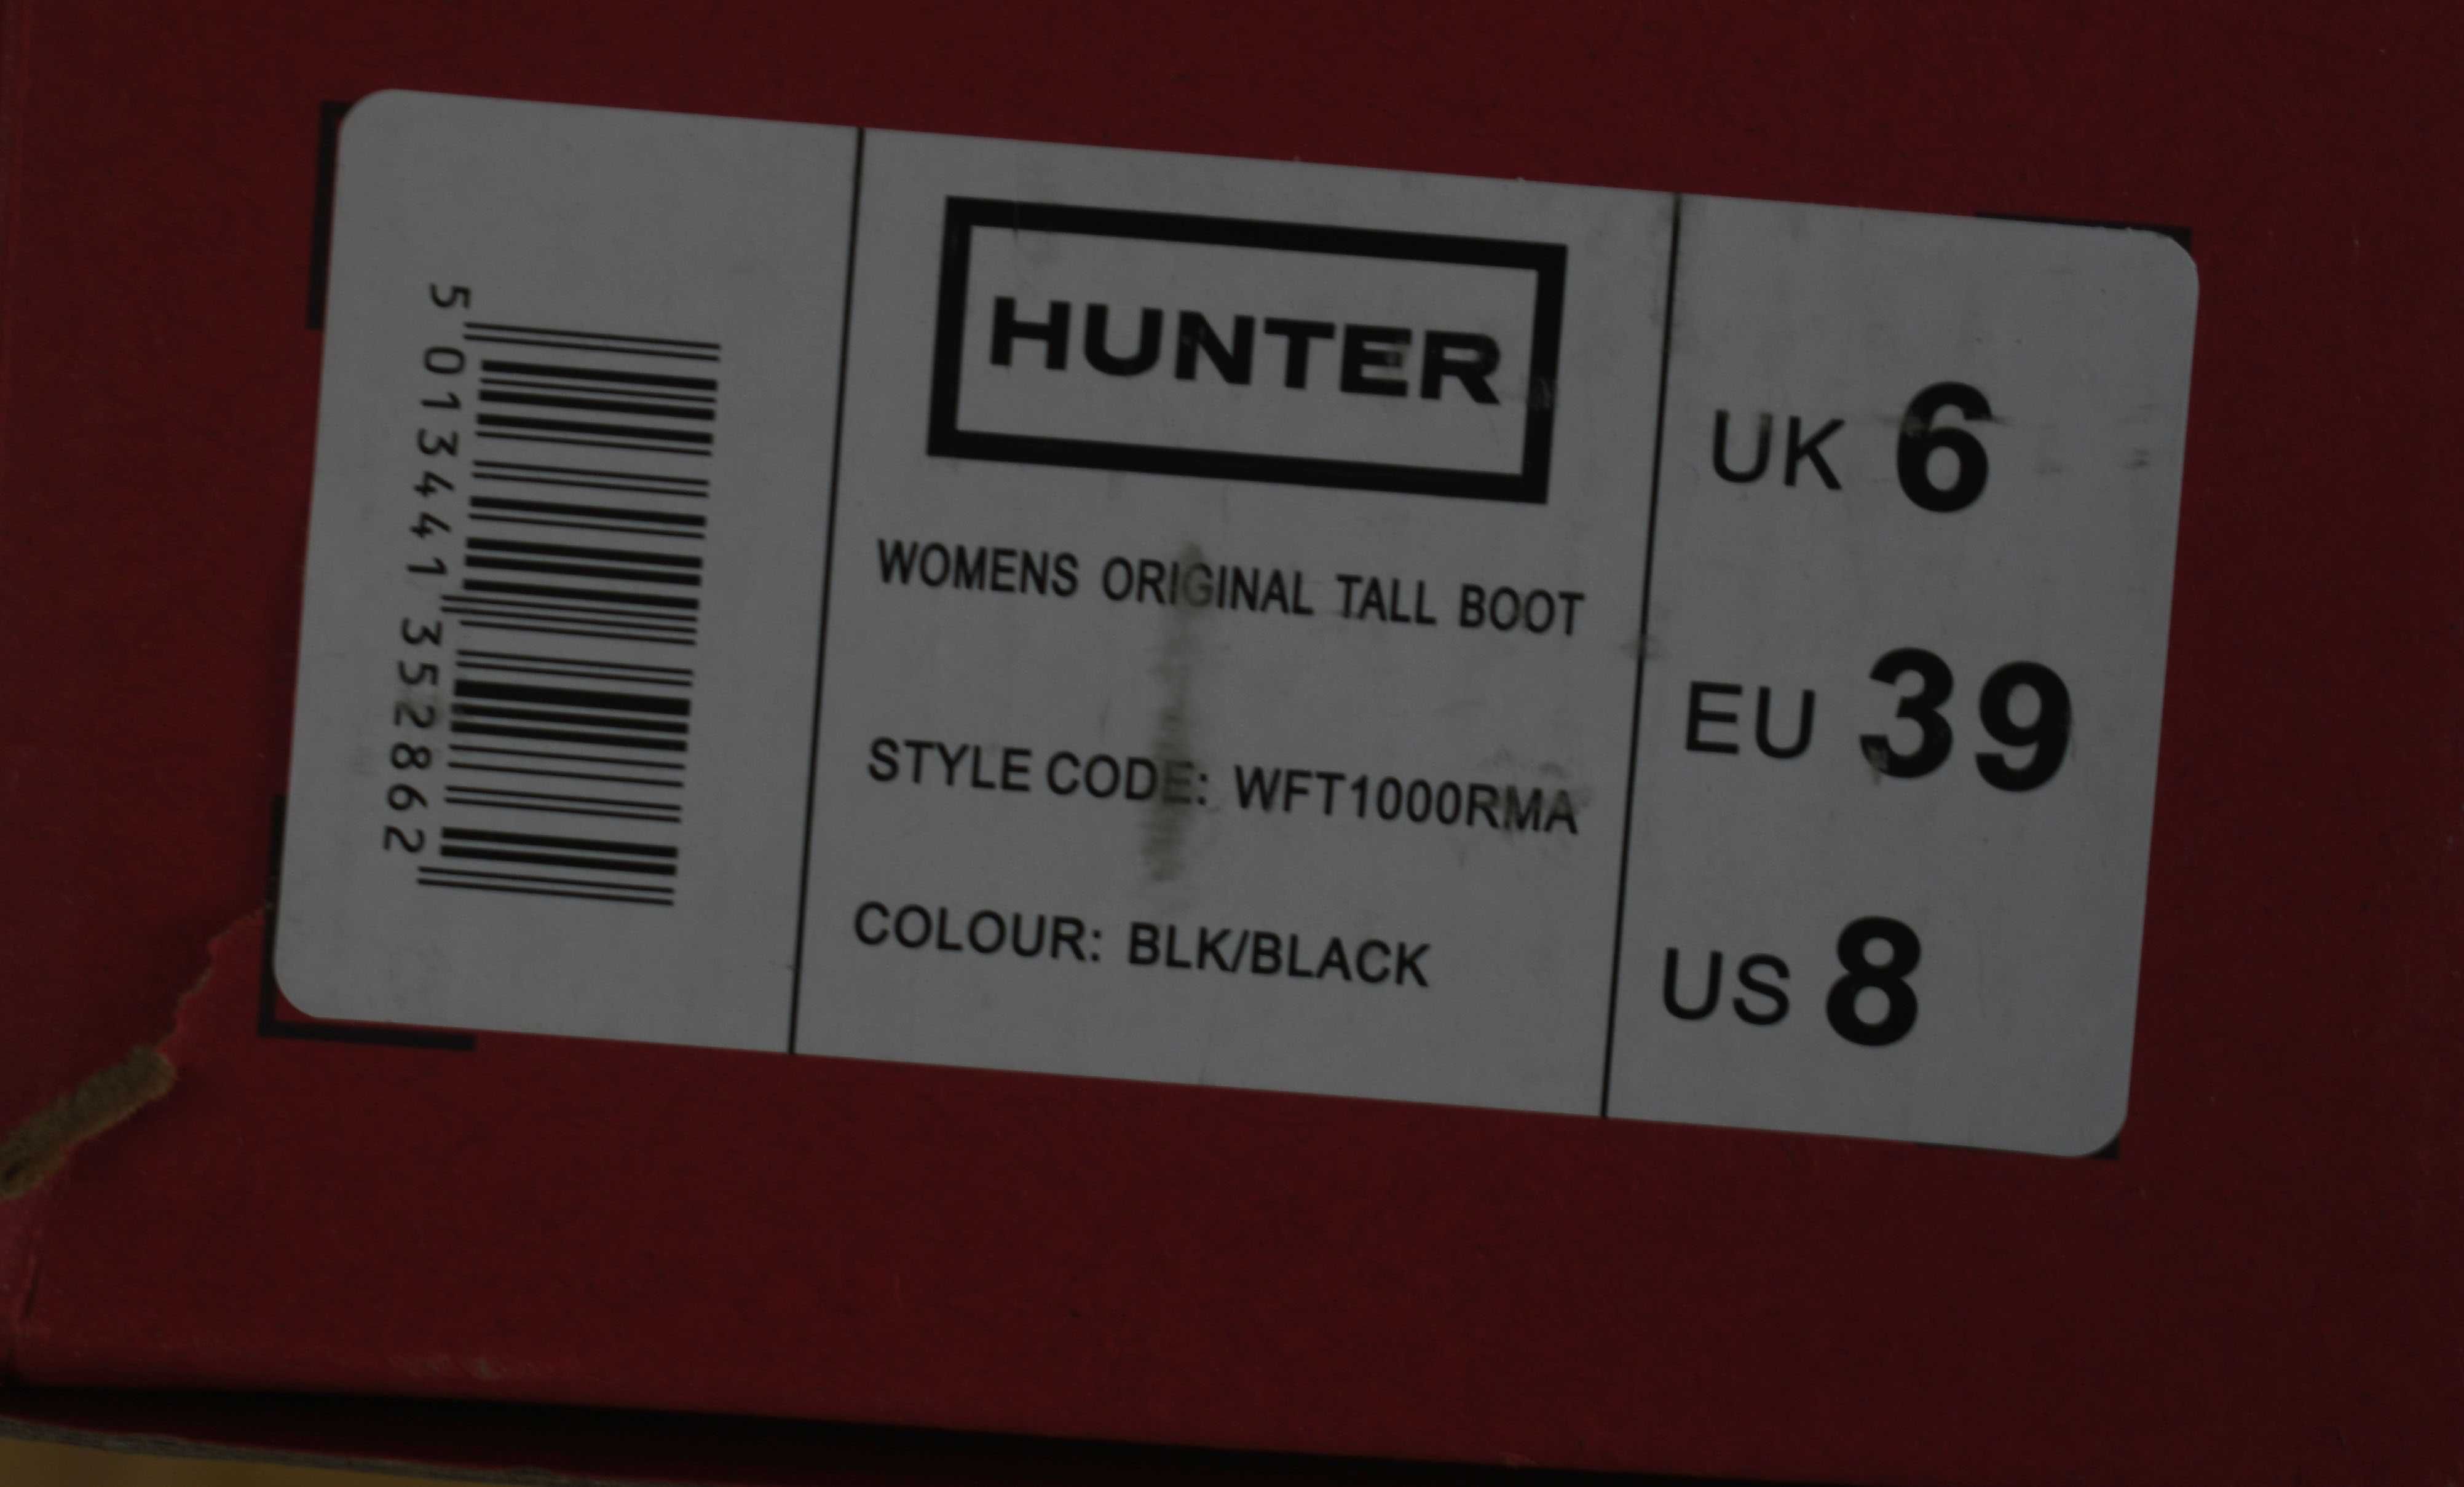 5 013441 352862
HUNTER
WOMENS ORIGINAL TALL BOOT
STYLE CODE: WFT1000RMA
COLOUR: BLK/BLACK
UK 6
EU 39
US 8